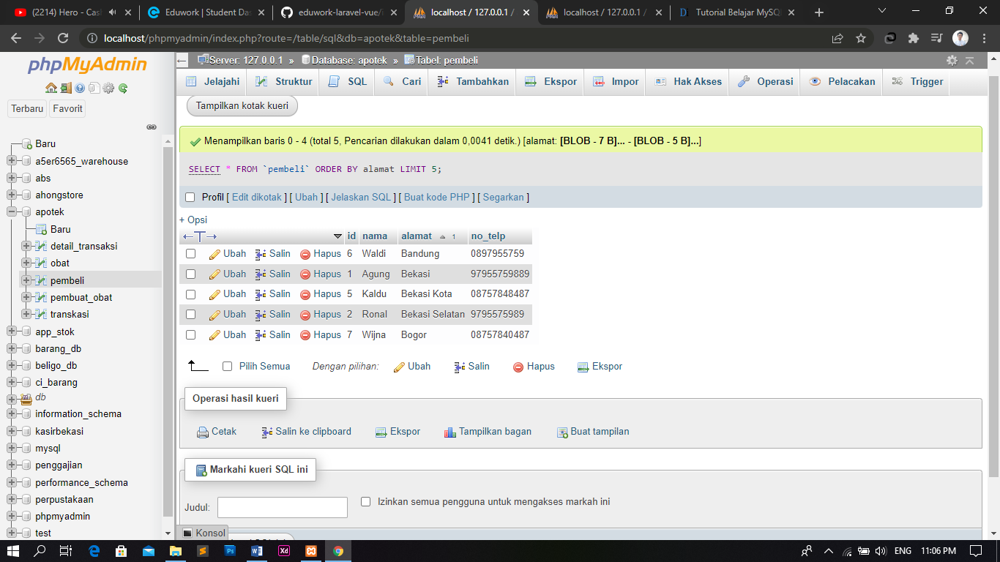 (2214) Hero - Cas
Eduwork | Student Das
eduwork-laravel-vue/j
localhost / 127.0.0.1 /
localhost / 127.0.0.1 /
Tutorial Belajar MySQL
localhost/phpmyadmin/index.php?route=/table/sql&db=apotek&table=pembeli
phpMyAdmin
Terbaru Favorit
Baru
a5er6565_warehouse
abs
ahongstore
apotek
Baru
detail_transaksi
obat
pembeli
pembuat_obat
transkasi
app_stok
barang_db
beligo_db
ci_barang
db
information_schema
kasirbekasi
mysql
penggajian
performance_schema
perpustakaan
phpmyadmin
test
Server: 127.0.0.1 » Database: apotek » Tabel: pembeli
Jelajahi Struktur SQL Cari Tambahkan Ekspor Impor Hak Akses Operasi Pelacakan Trigger
Tampilkan kotak kueri
Menampilkan baris 0 - 4 (total 5, Pencarian dilakukan dalam 0,0041 detik.) [alamat: [BLOB - 7 B]... - [BLOB - 5 B]...]
SELECT * FROM `pembeli` ORDER BY alamat LIMIT 5;
Profil [ Edit dikotak ] [ Ubah ] [ Jelaskan SQL ] [ Buat kode PHP ] [ Segarkan ]
+ Opsi
←T→ id nama alamat 1 no_telp
Ubah Salin Hapus 6 Waldi Bandung 0897955759
Ubah Salin Hapus 1 Agung Bekasi 97955759889
Ubah Salin Hapus 5 Kaldu Bekasi Kota 08757848487
Ubah Salin Hapus 2 Ronal Bekasi Selatan 9795575989
Ubah Salin Hapus 7 Wijna Bogor 08757840487
Pilih Semua Dengan pilihan: Ubah Salin Hapus Ekspor
Operasi hasil kueri
Cetak Salin ke clipboard Ekspor Tampilkan bagan Buat tampilan
Markahi kueri SQL ini
Judul: Izinkan semua pengguna untuk mengakses markah ini
Konsol
ENG 11:06 PM